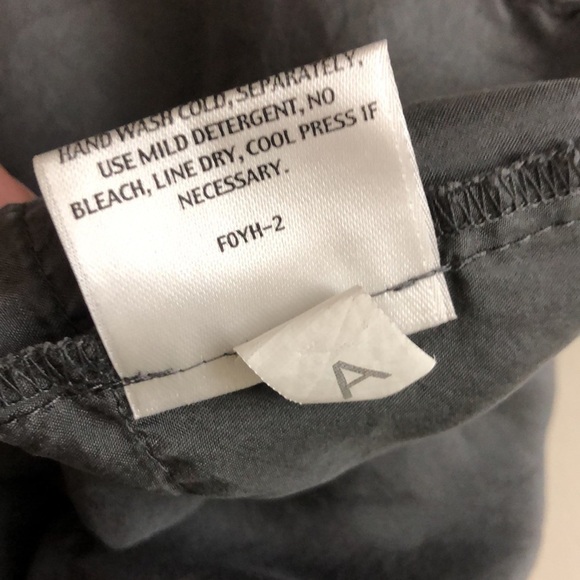 HAND WASH COLD, SEPARATELY,
USE MILD DETERGENT, NO
BLEACH, LINE DRY, COOL PRESS IF
NECESSARY.
F0YH-2
A